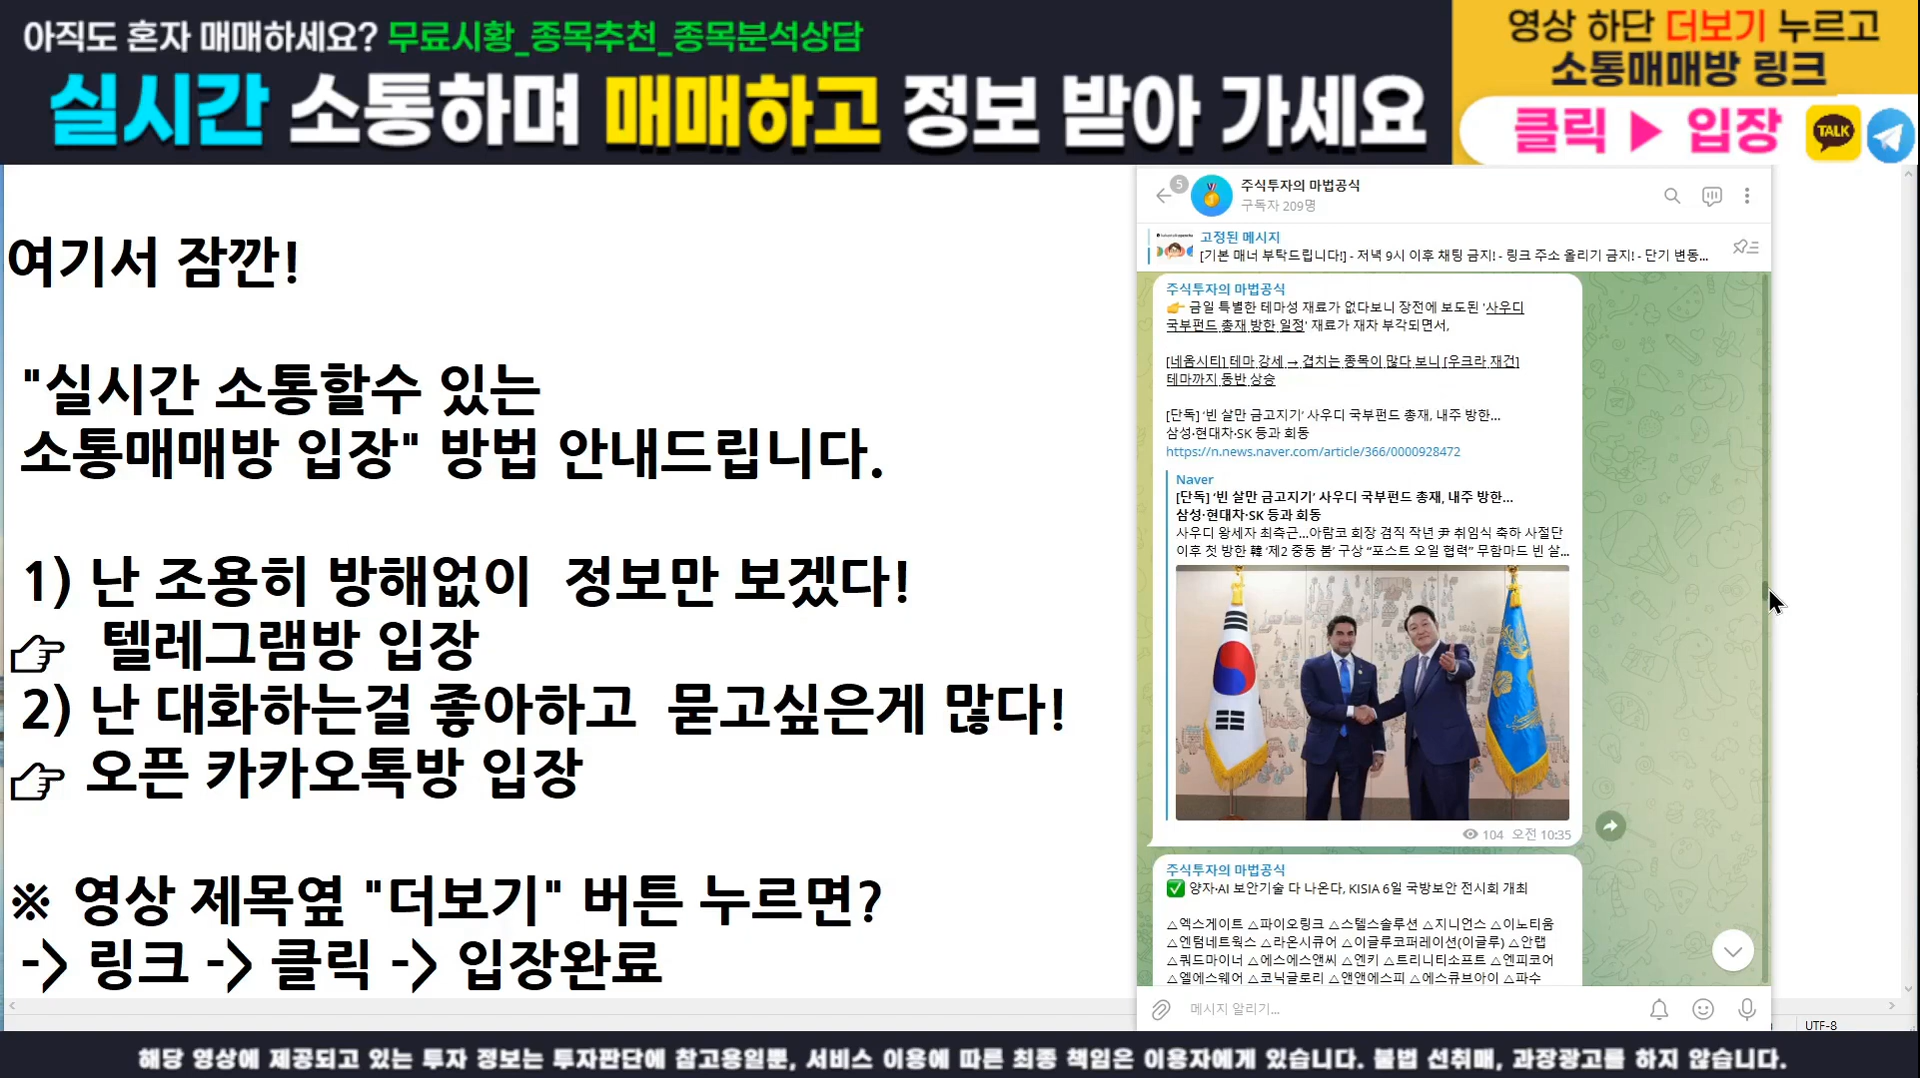 아직도 혼자 매매하세요? 무료시황_종목추천_종목분석상담
실시간 소통하며 매매하고 정보 받아 가세요
영상 하단 더보기 누르고
소통매매방 링크
클릭 ▶ 입장
TALK
여기서 잠깐!
"실시간 소통할수 있는
소통매매방 입장" 방법 안내드립니다.
1) 난 조용히 방해없이 정보만 보겠다!
👉 텔레그램방 입장
2) 난 대화하는걸 좋아하고 묻고싶은게 많다!
👉 오픈 카카오톡방 입장
※ 영상 제목옆 "더보기" 버튼 누르면?
-> 링크 -> 클릭 -> 입장완료
5
주식투자의 마법공식
구독자 209명
고정된 메시지
[기본 매너 부탁드립니다!] - 저녁 9시 이후 채팅 금지! - 링크 주소 올리기 금지! - 단기 변동...
주식투자의 마법공식
👉 금일 특별한 테마성 재료가 없다보니 장전에 보도된 '사우디
국부펀드 총재 방한 일정' 재료가 재차 부각되면서,
[네옴시티] 테마 강세 → 겹치는 종목이 많다 보니 [우크라 재건]
테마까지 동반 상승
[단독] ‘빈 살만 금고지기’ 사우디 국부펀드 총재, 내주 방한…
삼성·현대차·SK 등과 회동
https://n.news.naver.com/article/366/0000928472
Naver
[단독] ‘빈 살만 금고지기’ 사우디 국부펀드 총재, 내주 방한…
삼성·현대차·SK 등과 회동
사우디 왕세자 최측근…아람코 회장 겸직 작년 尹 취임식 축하 사절단
이후 첫 방한 韓 ‘제2 중동 붐’ 구상 “포스트 오일 협력” 무함마드 빈 살...
104 오전 10:35
주식투자의 마법공식
✅ 양자·AI 보안기술 다 나온다, KISIA 6일 국방보안 전시회 개최
△엑스게이트 △파이오링크 △스텔스솔루션 △지니언스 △이노티움
△엔텀네트웍스 △라온시큐어 △이글루코퍼레이션(이글루) △안랩
△쿼드마이너 △에스에스앤씨 △엔키 △트리니티소프트 △엔피코어
△엘에스웨어 △코닉글로리 △앤앤에스피 △에스큐브아이 △파수
메시지 알리기...
UTF-8
해당 영상에 제공되고 있는 투자 정보는 투자판단에 참고용일뿐, 서비스 이용에 따른 최종 책임은 이용자에게 있습니다. 불법 선취매, 과장광고를 하지 않습니다.